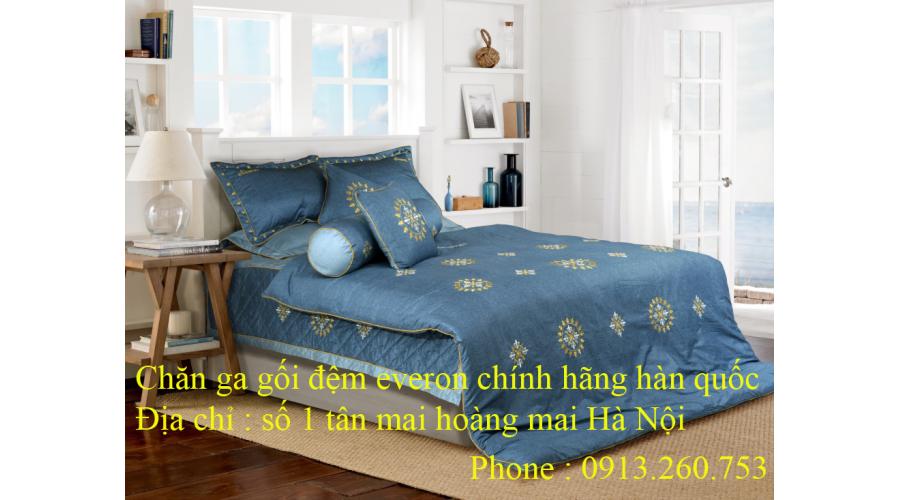 Chăn ga gối đệm everon chính hãng hàn quốc
Địa chỉ : số 1 tân mai hoàng mai Hà Nội
Phone : 0913.260.753